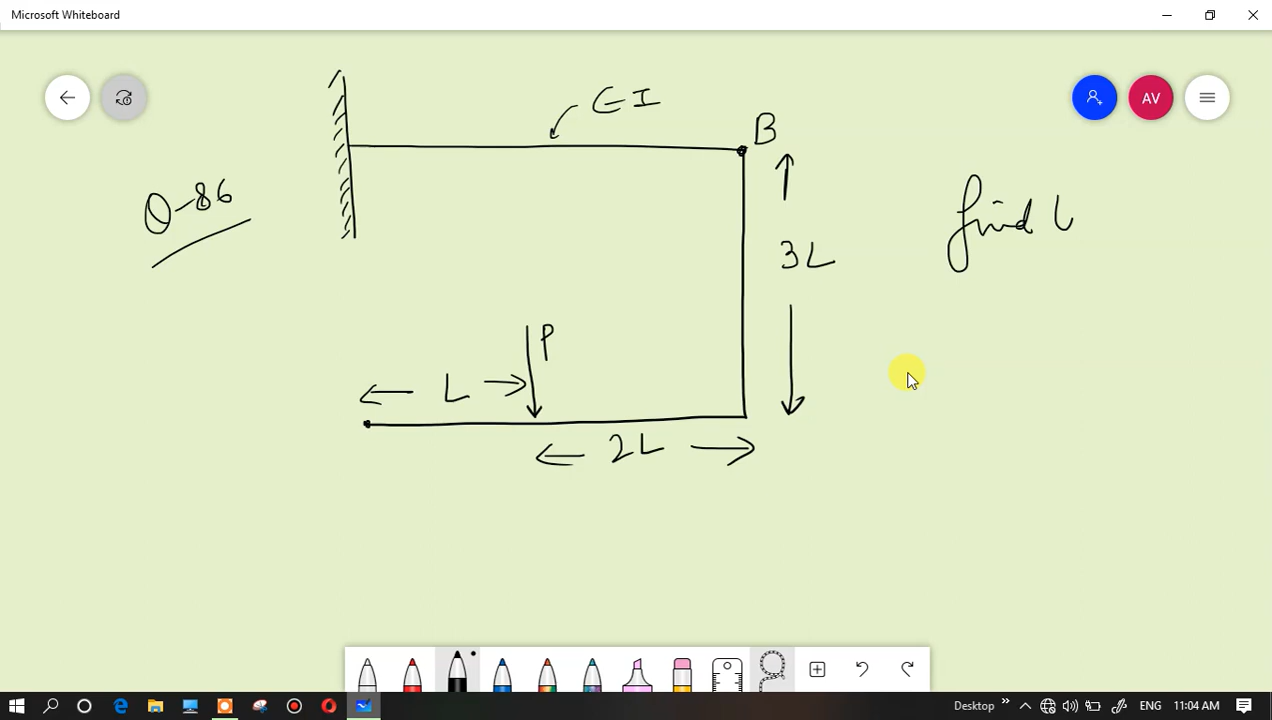 Microsoft Whiteboard
AV
EI
B
Q-86
3L
find
P
L
2L
Desktop
ENG
11:04 AM